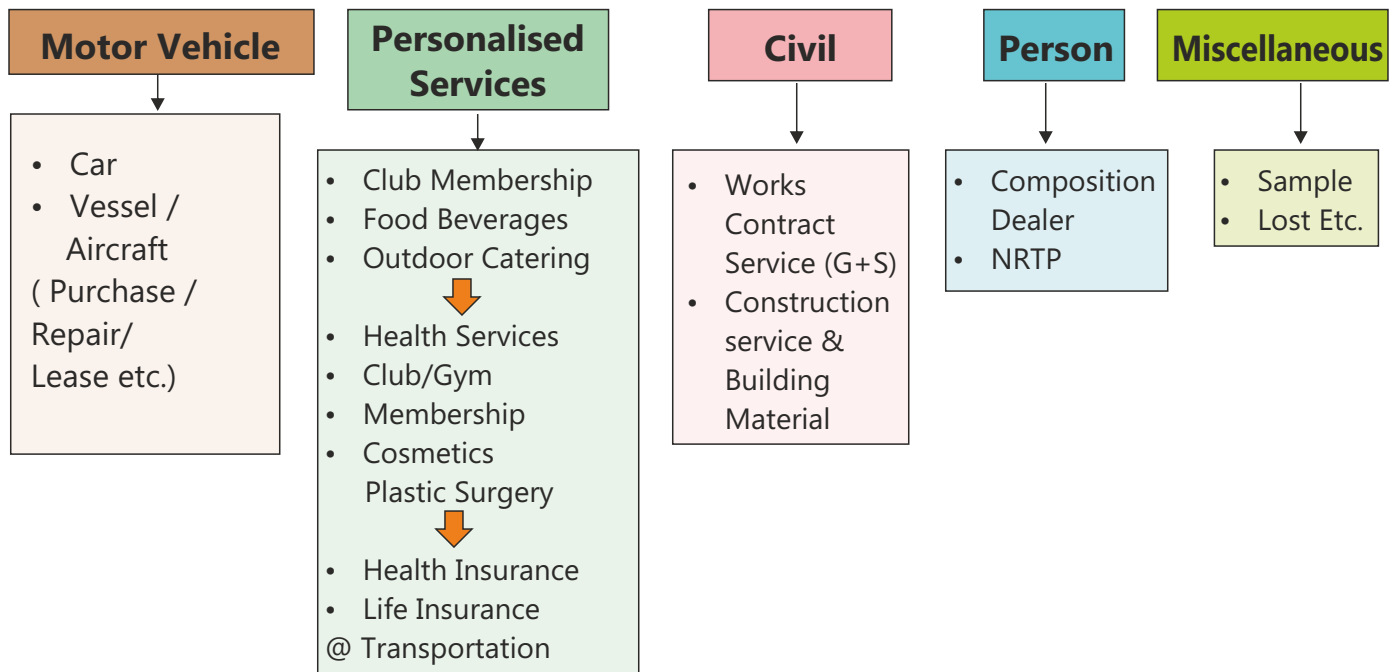 Motor Vehicle
• Car
• Vessel /
Aircraft
( Purchase /
Repair/
Lease etc.)
Personalised
Services
• Club Membership
• Food Beverages
• Outdoor Catering
• Health Services
• Club/Gym
• Membership
• Cosmetics
Plastic Surgery
• Health Insurance
• Life Insurance
@ Transportation
Civil
• Works
Contract
Service (G+S)
• Construction
service &
Building
Material
Person
• Composition
Dealer
• NRTP
Miscellaneous
• Sample
• Lost Etc.